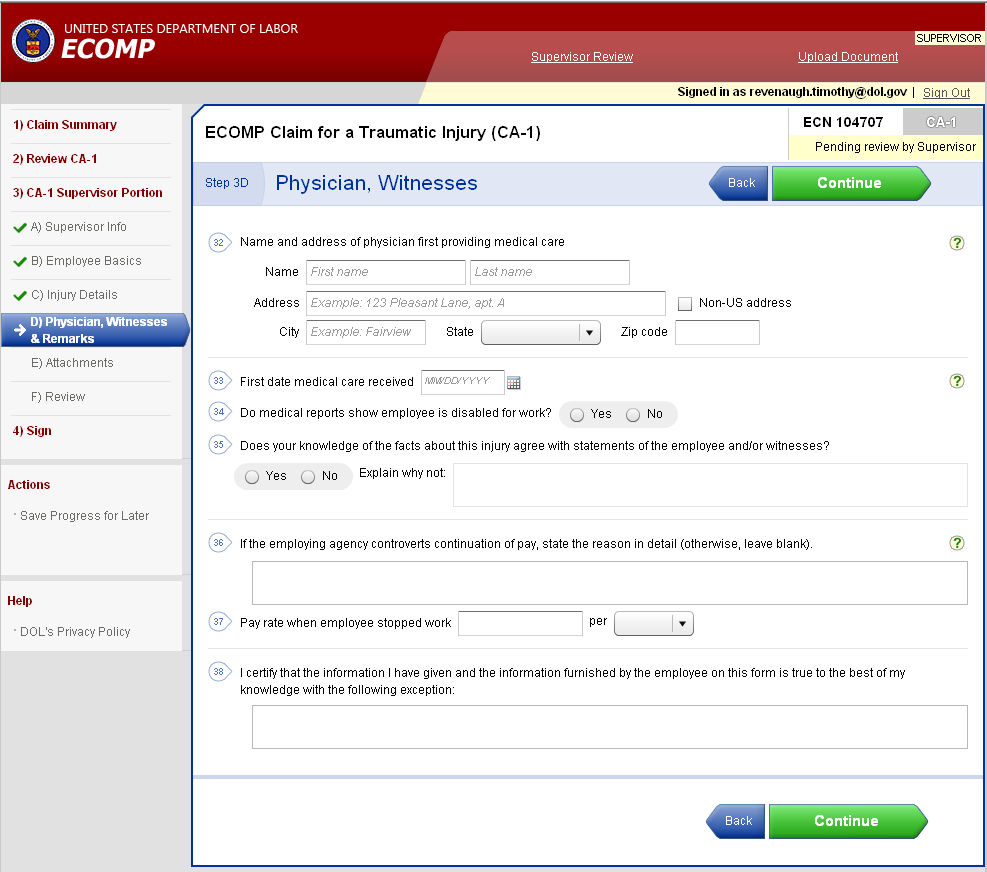 UNITED STATES DEPARTMENT OF LABOR
ECOMP
SUPERVISOR
Supervisor Review
Upload Document
Signed in as revenaugh.timothy@dol.gov | Sign Out
1) Claim Summary
2) Review CA-1
3) CA-1 Supervisor Portion
A) Supervisor Info
B) Employee Basics
C) Injury Details
D) Physician, Witnesses
& Remarks
E) Attachments
F) Review
4) Sign
Actions
· Save Progress for Later
Help
· DOL's Privacy Policy
ECOMP Claim for a Traumatic Injury (CA-1)
ECN 104707
CA-1
Pending review by Supervisor
Step 3D
Physician, Witnesses
Back
Continue
32 Name and address of physician first providing medical care ?
Name First name Last name
Address Example: 123 Pleasant Lane, apt. A Non-US address
City Example: Fairview State Zip code
33 First date medical care received MM/DD/YYYY ?
34 Do medical reports show employee is disabled for work? Yes No
35 Does your knowledge of the facts about this injury agree with statements of the employee and/or witnesses?
Yes No Explain why not:
36 If the employing agency controverts continuation of pay, state the reason in detail (otherwise, leave blank). ?
37 Pay rate when employee stopped work per
38 I certify that the information I have given and the information furnished by the employee on this form is true to the best of my
knowledge with the following exception:
Back
Continue